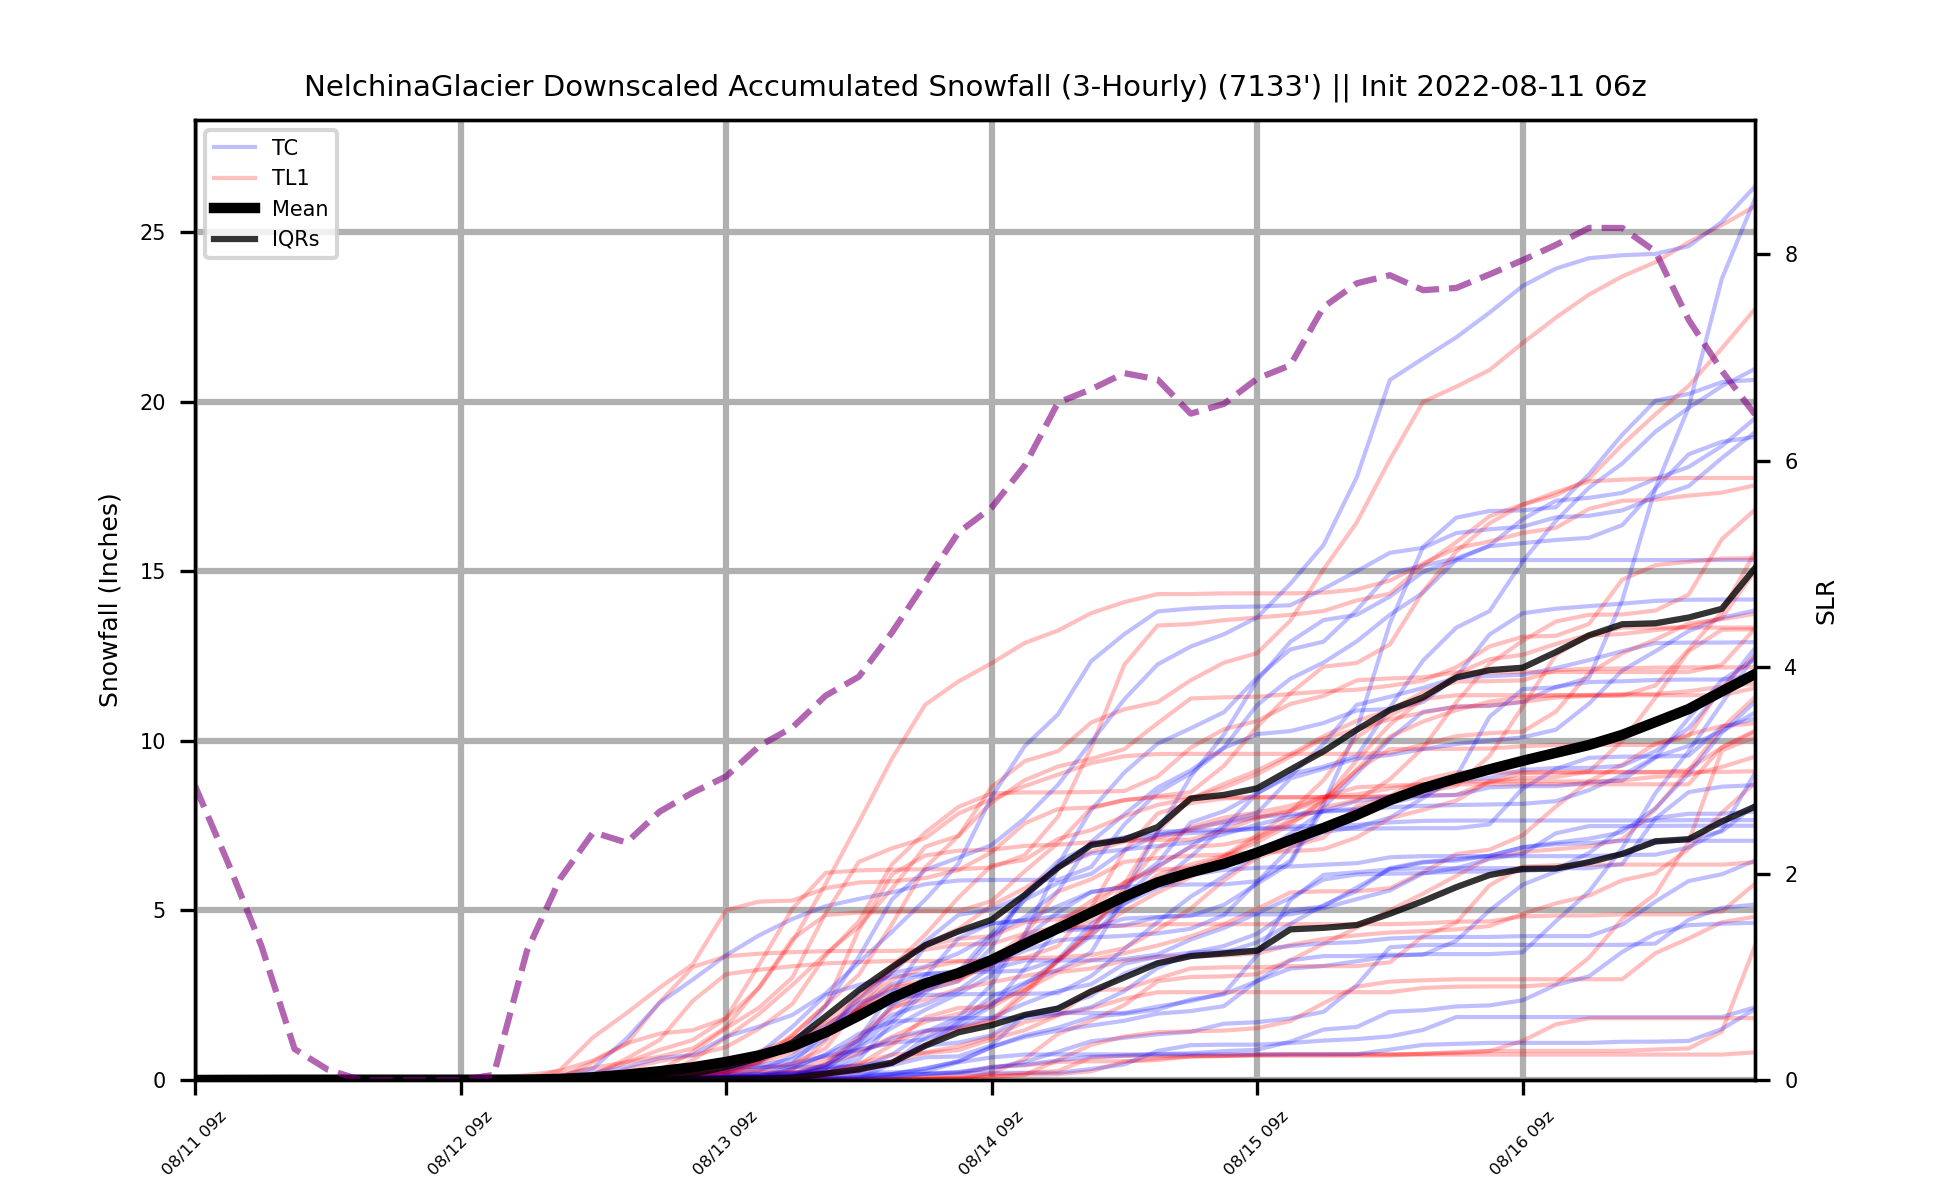 NelchinaGlacier Downscaled Accumulated Snowfall (3-Hourly) (7133') || Init 2022-08-11 06z
TC
TL1
Mean
IQRs
25
20
15
10
5
0
Snowfall (Inches)
8
6
4
2
0
SLR
08/11 09z
08/12 09z
08/13 09z
08/14 09z
08/15 09z
08/16 09z